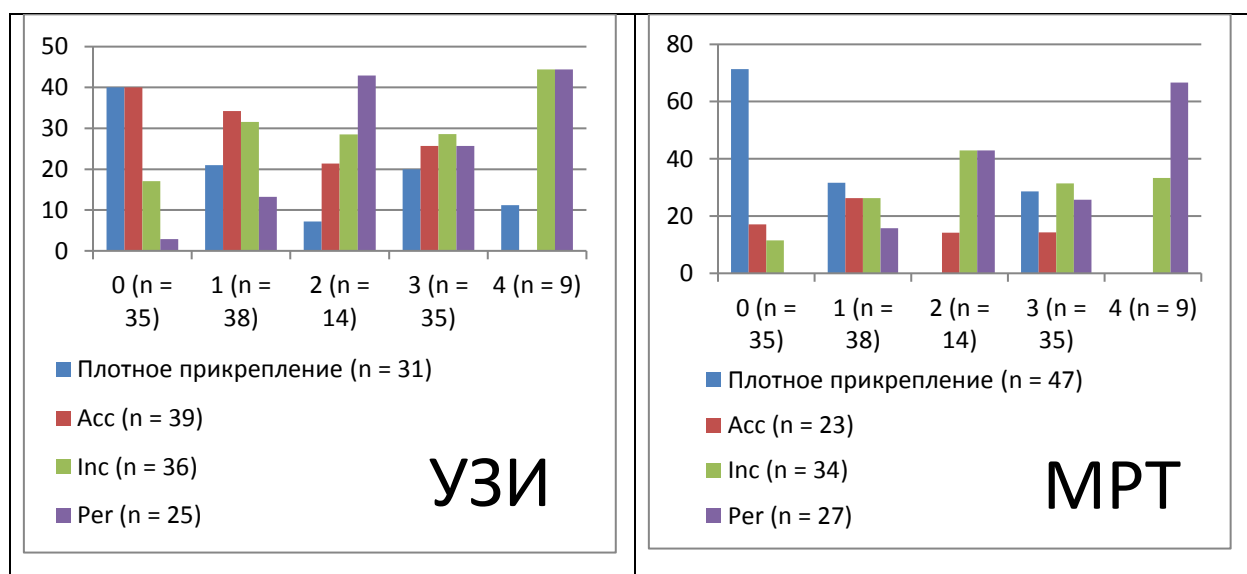 50
40
30
20
10
0
0 (n =
35)
1 (n =
38)
2 (n =
14)
3 (n =
35)
4 (n = 9)
Плотное прикрепление (n = 31)
Acc (n = 39)
Inc (n = 36)
Per (n = 25)
УЗИ
80
60
40
20
0
0 (n =
35)
1 (n =
38)
2 (n =
14)
3 (n =
35)
4 (n = 9)
Плотное прикрепление (n = 47)
Acc (n = 23)
Inc (n = 34)
Per (n = 27)
МРТ